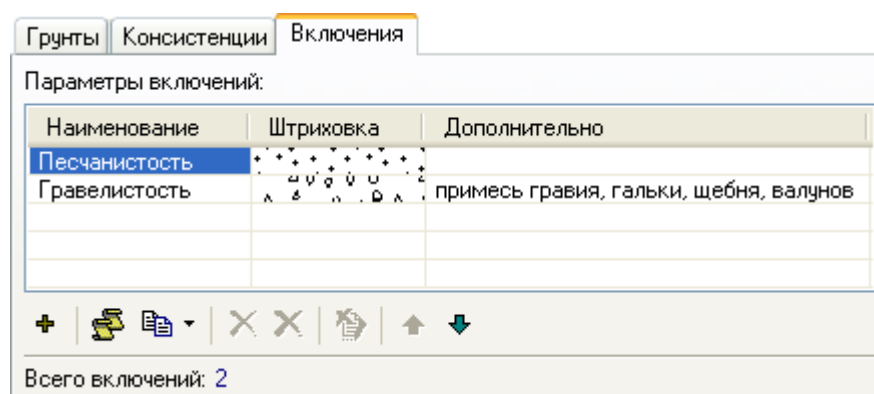 Грунты Консистенции Включения
Параметры включений:
Наименование Штриховка Дополнительно
Песчанистость
Гравелистость примесь гравия, гальки, щебня, валунов
Всего включений: 2